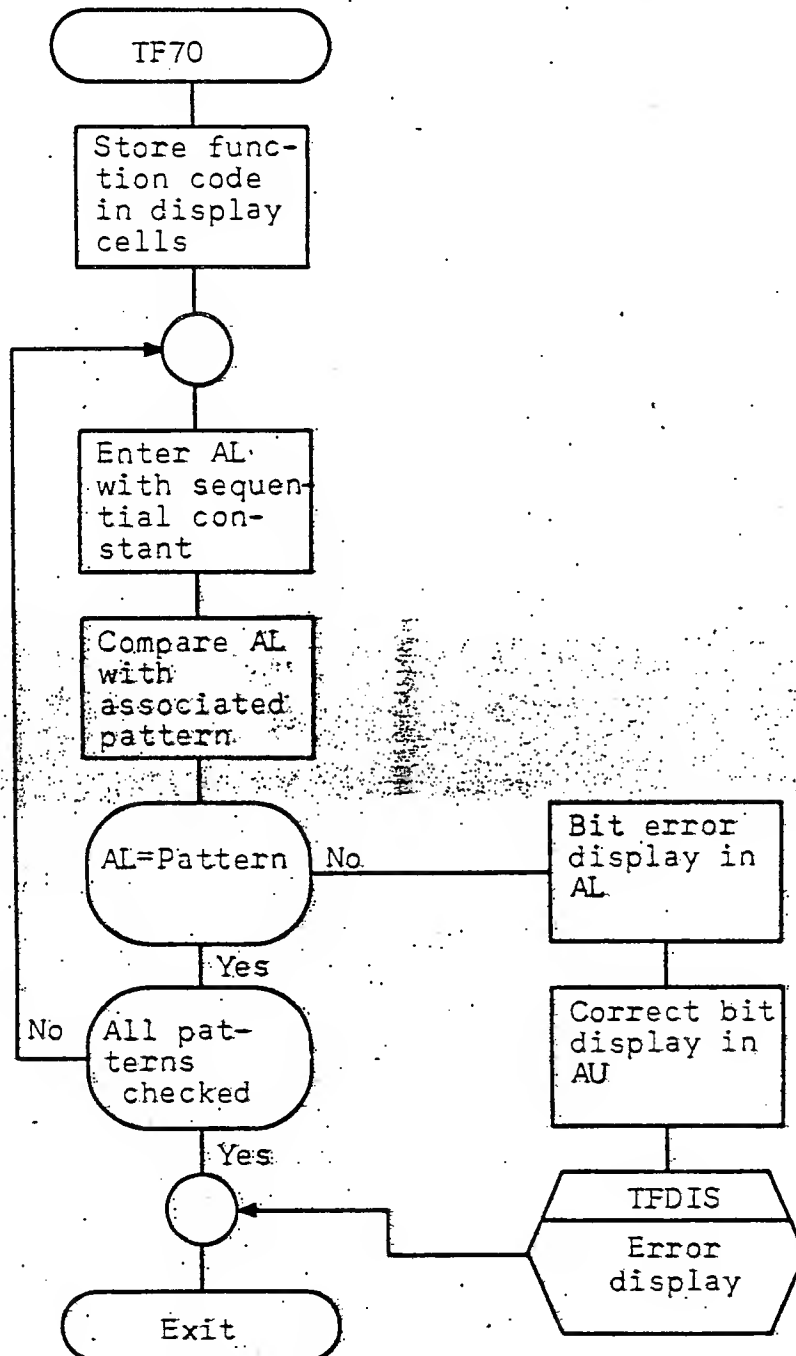 TF70
Store func-
tion code
in display
cells
Enter AL
with sequen-
tial con-
stant
Compare AL
with
associated
pattern
AL=Pattern
No
Yes
No
All pat-
terns
checked
Yes
Bit error
display in
AL
Correct bit
display in
AU
TFDIS
Error
display
Exit